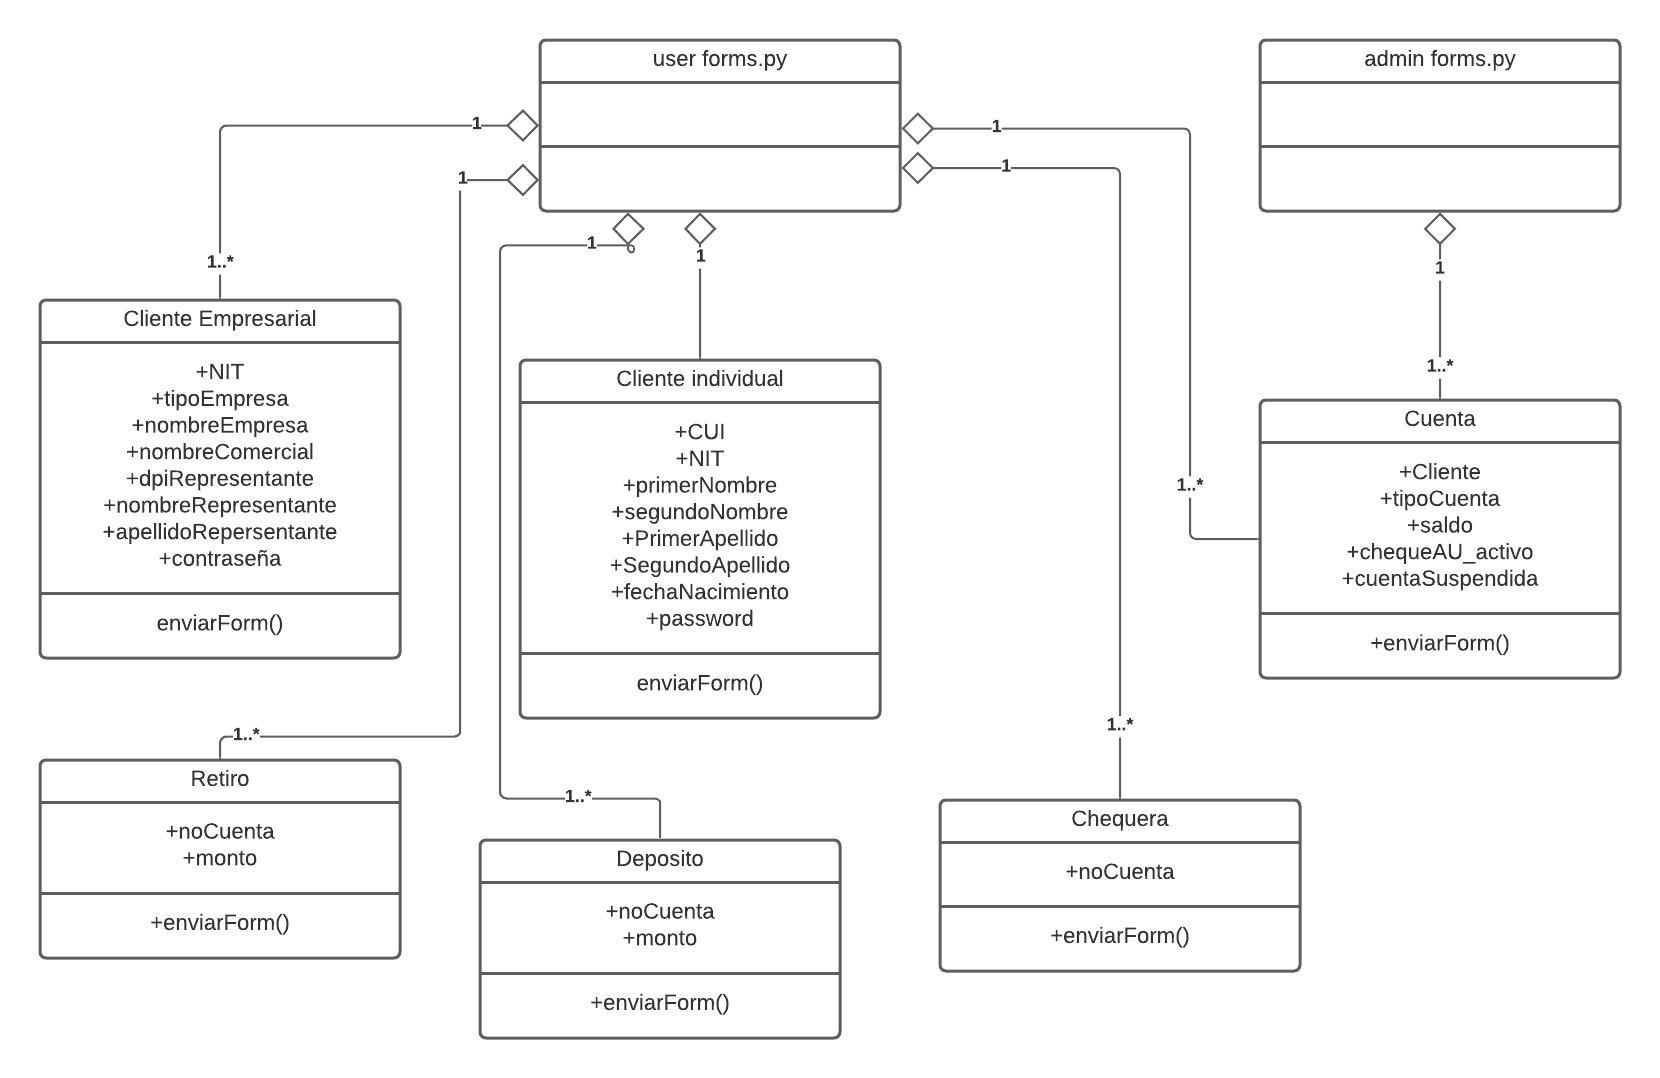 user forms.py
admin forms.py
1
1
1
1
1
1
1
1..*
1..*
Cliente Empresarial
+NIT
+tipoEmpresa
+nombreEmpresa
+nombreComercial
+dpiRepresentante
+nombreRepresentante
+apellidoRepersentante
+contraseña
enviarForm()
Cliente individual
+CUI
+NIT
+primerNombre
+segundoNombre
+PrimerApellido
+SegundoApellido
+fechaNacimiento
+password
enviarForm()
1..*
Cuenta
+Cliente
+tipoCuenta
+saldo
+chequeAU_activo
+cuentaSuspendida
+enviarForm()
1..*
Retiro
+noCuenta
+monto
+enviarForm()
1..*
Deposito
+noCuenta
+monto
+enviarForm()
1..*
Chequera
+noCuenta
+enviarForm()